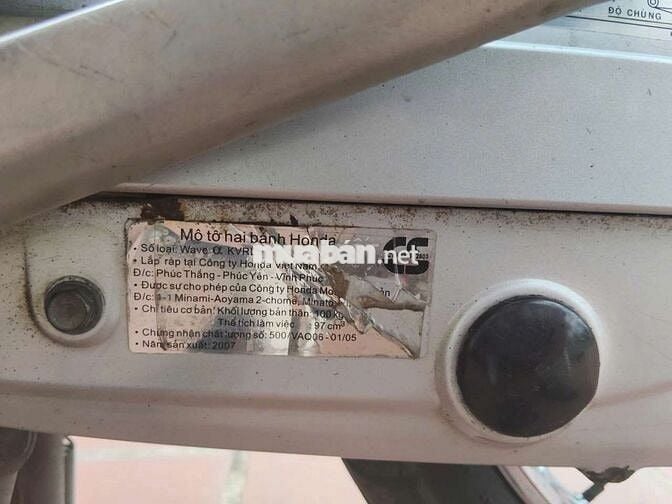 ĐỘ CHÙNG
muaban.net
Mô tô hai bánh Honda
• Số loại: Wave α KVRL
• Lắp ráp tại Công ty Honda Việt Nam
Đ/c: Phúc Thắng - Phúc Yên - Vĩnh Phúc
• Được sự cho phép của Công ty Honda Mo
Đ/c: 1-1 Minami-Aoyama 2-chome, Minato
• Chỉ tiêu cơ bản: Khối lượng bản thân: 100 kg
Thể tích làm việc : 97 cm³
Chứng nhận chất lượng số: 500/VAQ06 - 01/05
• Năm sản xuất: 2007